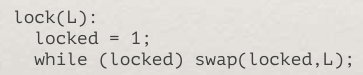 lock(L):
locked = 1;
while (locked) swap(locked,L);